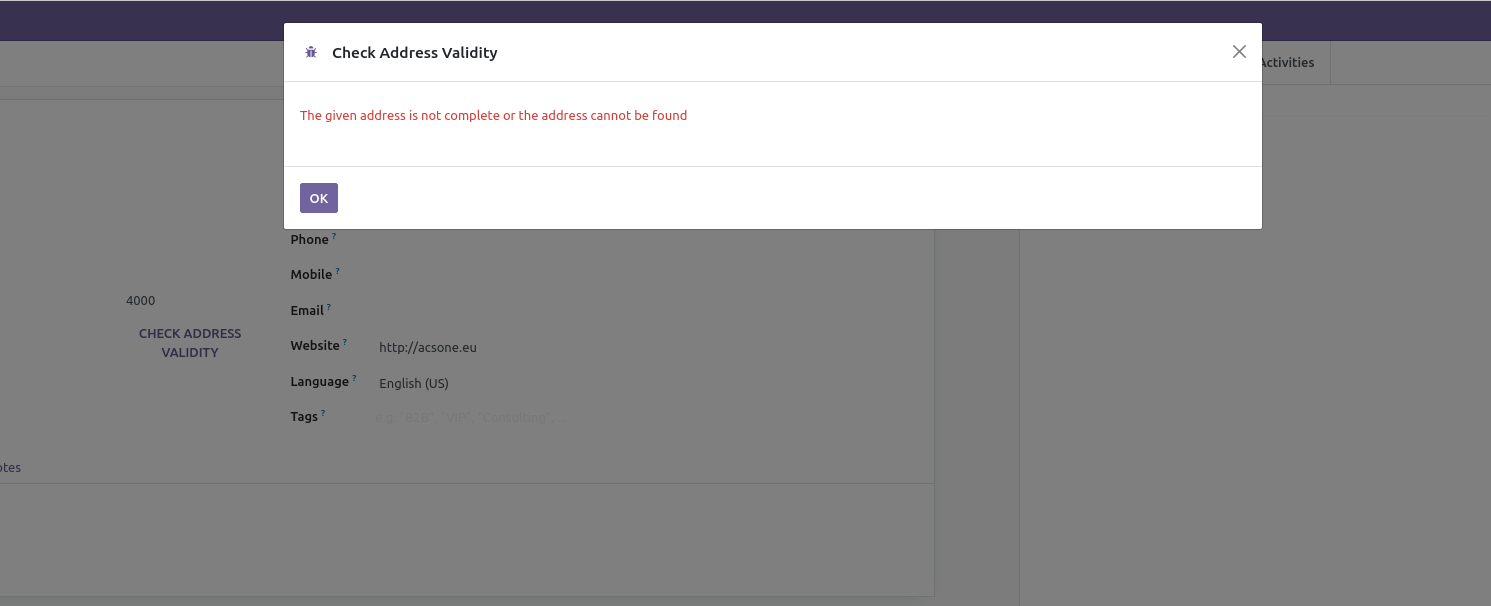 Check Address Validity
Activities
The given address is not complete or the address cannot be found
OK
Phone ?
Mobile ?
4000
Email ?
CHECK ADDRESS
VALIDITY
Website ? http://acsone.eu
Language ? English (US)
Tags ? e.g. "B2B", "VIP", "Consulting", ...
otes